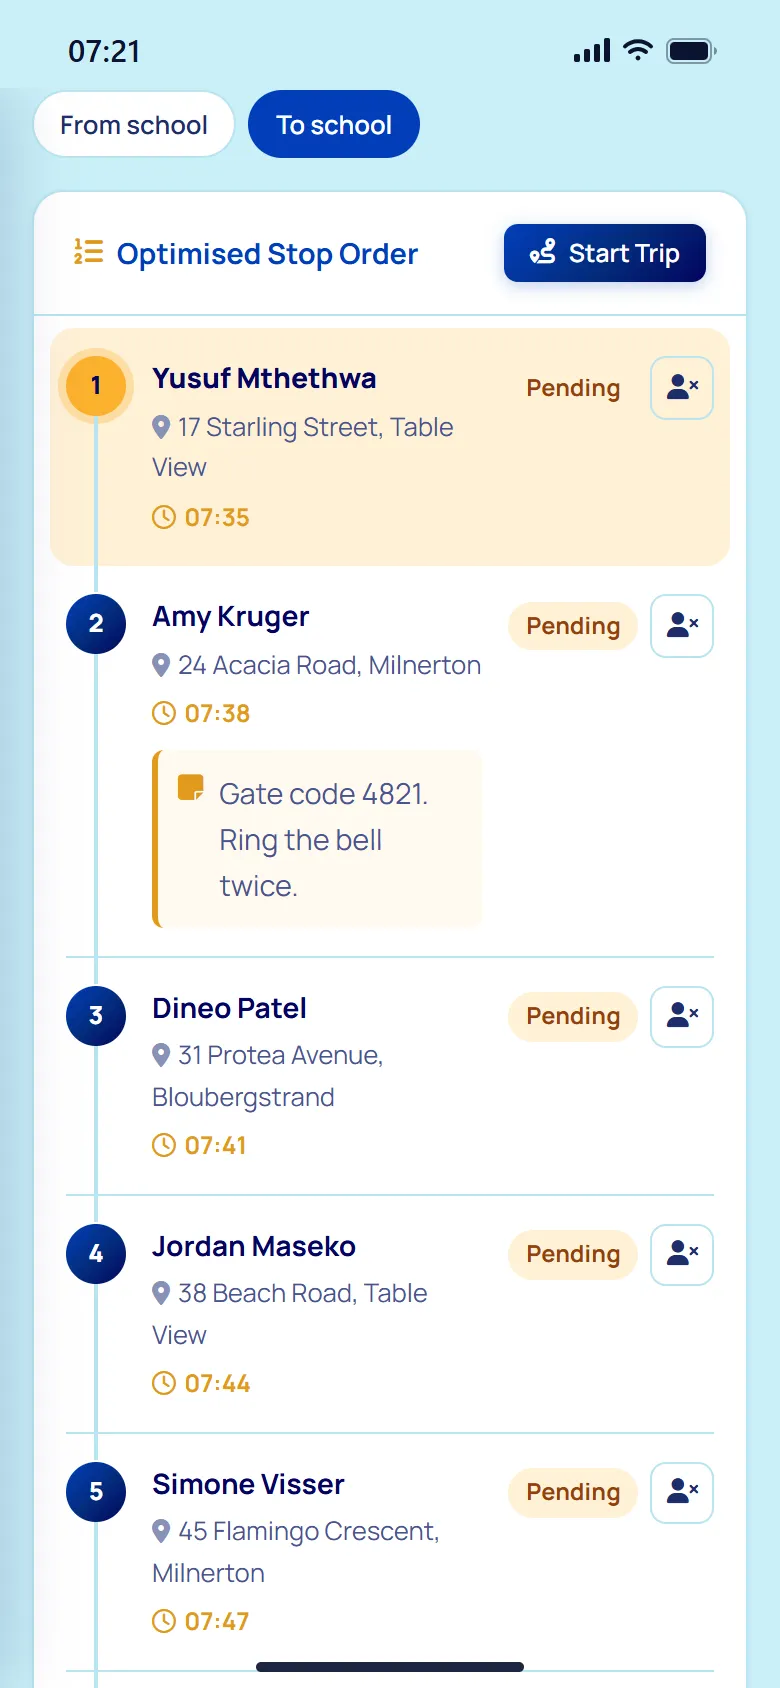 07:21
From school
To school
Optimised Stop Order
Start Trip
1
Yusuf Mthethwa
Pending
17 Starling Street, Table
View
07:35
2
Amy Kruger
Pending
24 Acacia Road, Milnerton
07:38
Gate code 4821.
Ring the bell
twice.
3
Dineo Patel
Pending
31 Protea Avenue,
Bloubergstrand
07:41
4
Jordan Maseko
Pending
38 Beach Road, Table
View
07:44
5
Simone Visser
Pending
45 Flamingo Crescent,
Milnerton
07:47